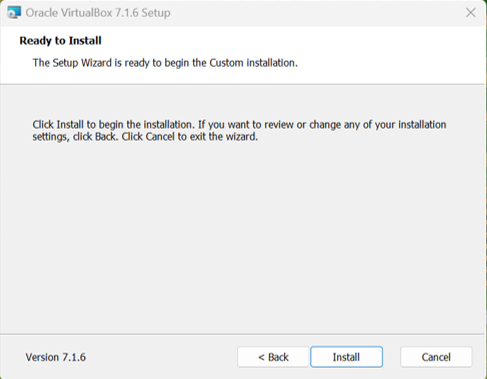 Oracle VirtualBox 7.1.6 Setup
Ready to Install
The Setup Wizard is ready to begin the Custom installation.
Click Install to begin the installation. If you want to review or change any of your installation
settings, click Back. Click Cancel to exit the wizard.
Version 7.1.6
< Back
Install
Cancel